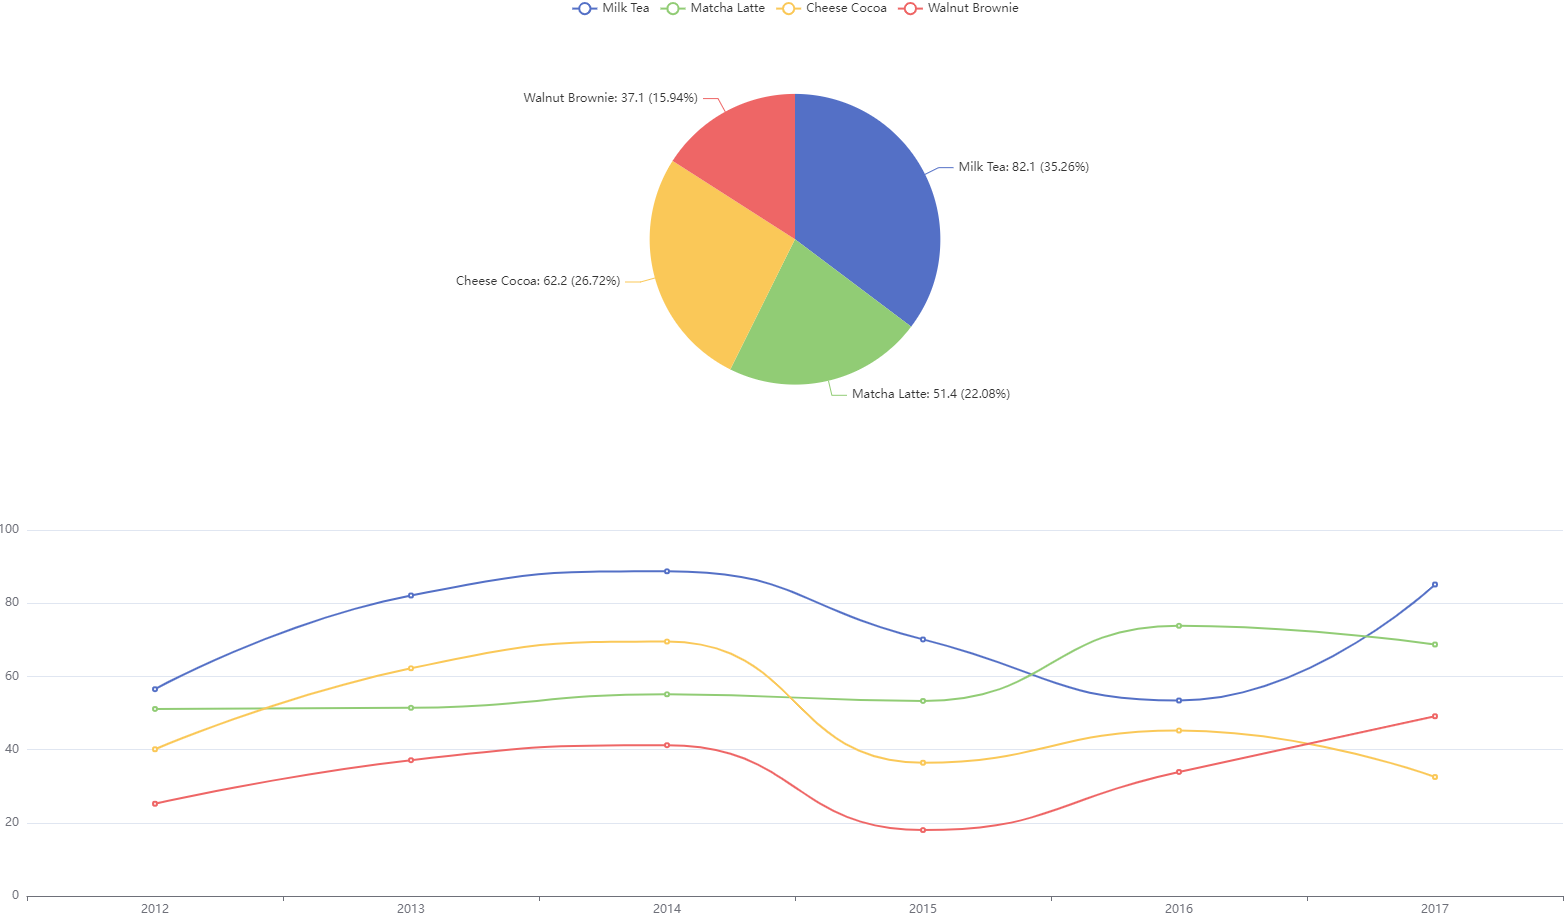 Milk Tea Matcha Latte Cheese Cocoa Walnut Brownie
Walnut Brownie: 37.1 (15.94%)
Milk Tea: 82.1 (35.26%)
Cheese Cocoa: 62.2 (26.72%)
Matcha Latte: 51.4 (22.08%)
100
80
60
40
20
0
2012 2013 2014 2015 2016 2017